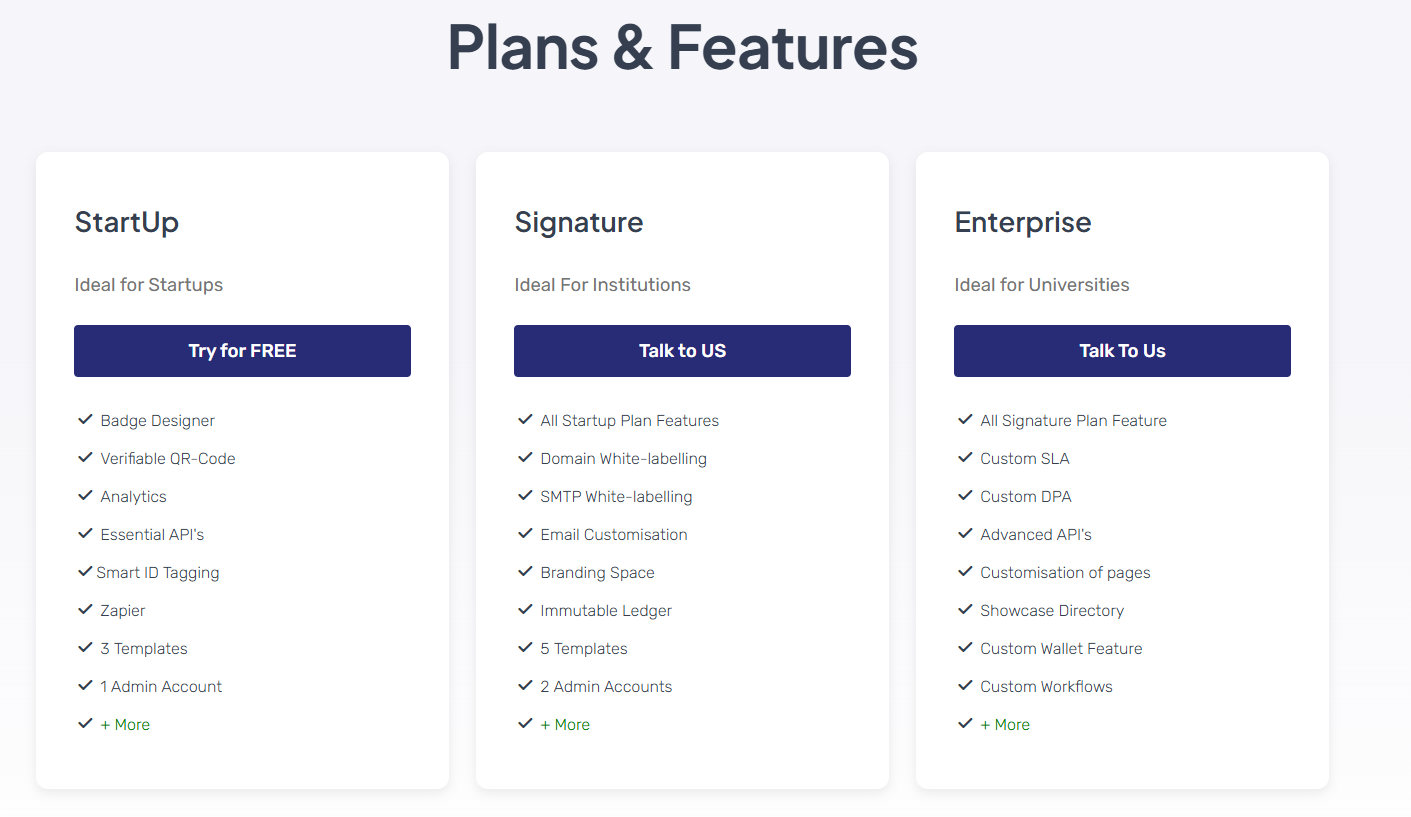 Plans & Features
StartUp
Ideal for Startups
Try for FREE
Badge Designer
Verifiable QR-Code
Analytics
Essential API's
Smart ID Tagging
Zapier
3 Templates
1 Admin Account
+ More
Signature
Ideal For Institutions
Talk to US
All Startup Plan Features
Domain White-labelling
SMTP White-labelling
Email Customisation
Branding Space
Immutable Ledger
5 Templates
2 Admin Accounts
+ More
Enterprise
Ideal for Universities
Talk To Us
All Signature Plan Feature
Custom SLA
Custom DPA
Advanced API's
Customisation of pages
Showcase Directory
Custom Wallet Feature
Custom Workflows
+ More